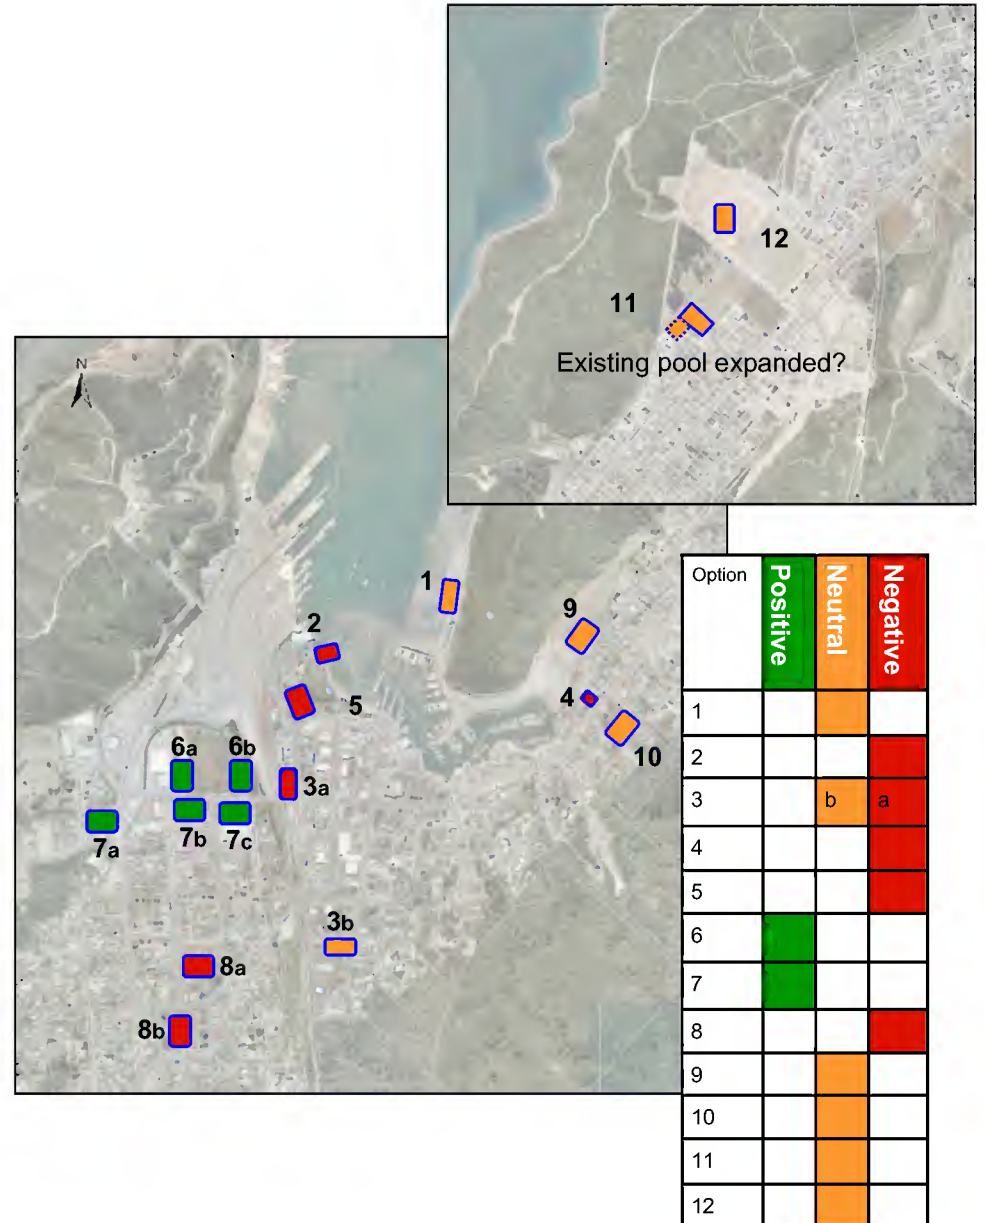 12
11
Existing pool expanded?
N
1
2
9
4
5
10
6a
6b
3a
7a
7b
7c
3b
8a
8b
Option
Positive
Neutral
Negative
1
2
3
b
a
4
5
6
7
8
9
10
11
12